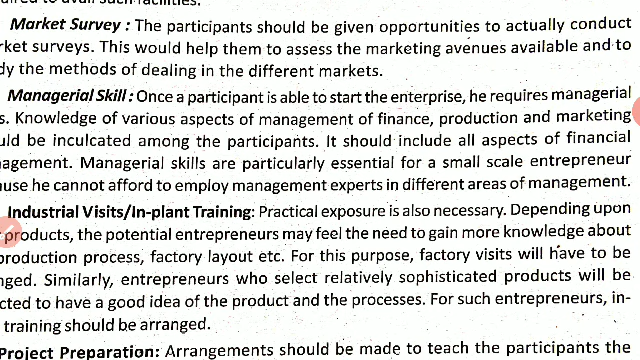 to avail such facilities.
Market Survey : The participants should be given opportunities to actually conduct
rket surveys. This would help them to assess the marketing avenues available and to
dy the methods of dealing in the different markets.
Managerial Skill : Once a participant is able to start the enterprise, he requires managerial
s. Knowledge of various aspects of management of finance, production and marketing
uld be inculcated among the participants. It should include all aspects of financial
nagement. Managerial skills are particularly essential for a small scale entrepreneur
ause he cannot afford to employ management experts in different areas of management.
Industrial Visits/In-plant Training: Practical exposure is also necessary. Depending upon
products, the potential entrepreneurs may feel the need to gain more knowledge about
production process, factory layout etc. For this purpose, factory visits will have to be
nged. Similarly, entrepreneurs who select relatively sophisticated products will be
cted to have a good idea of the product and the processes. For such entrepreneurs, in-
training should be arranged.
Project Preparation: Arrangements should be made to teach the participants the